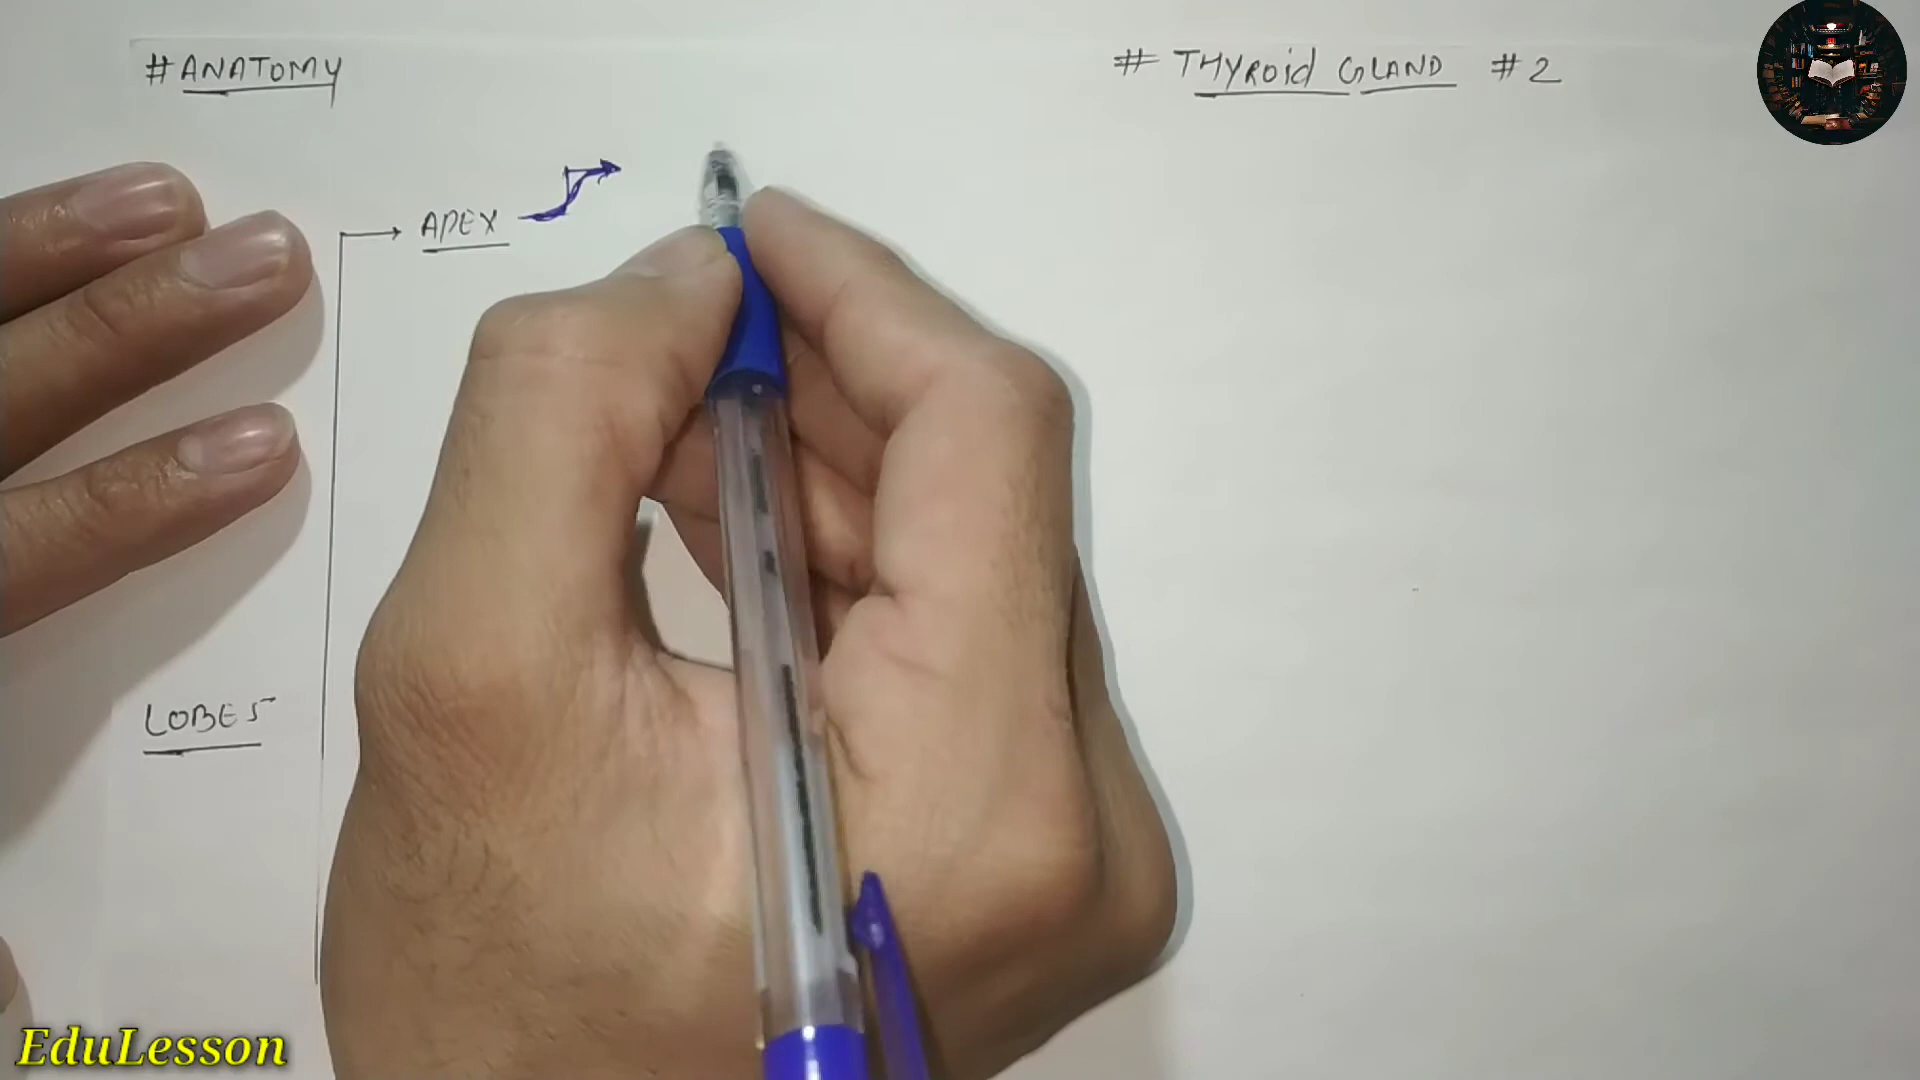 #ANATOMY
# THYROId GLAND #2
APEX
LOBES
EduLesson